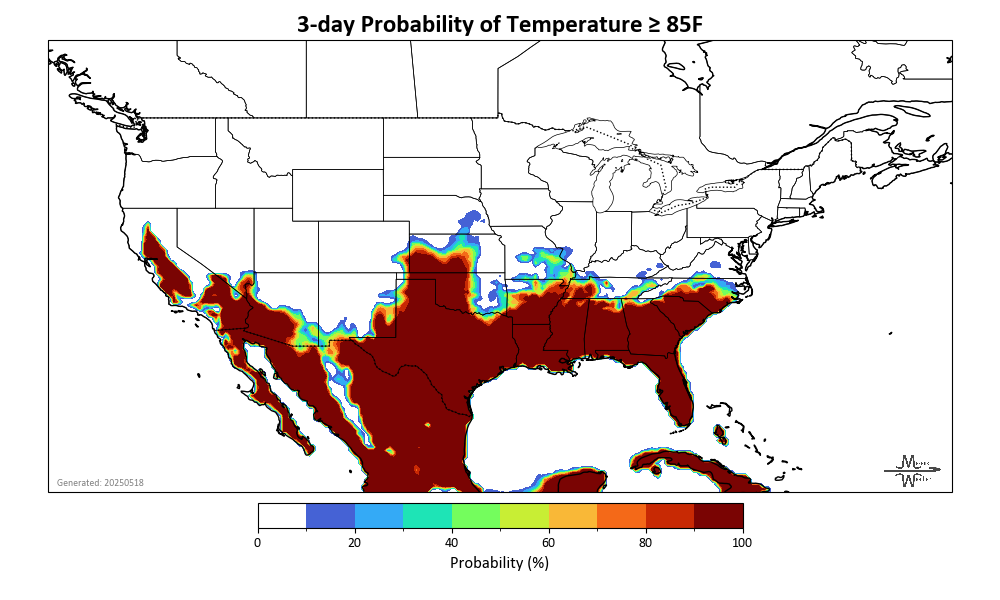 3-day Probability of Temperature ≥ 85F
Generated: 20250518
0 20 40 60 80 100
Probability (%)